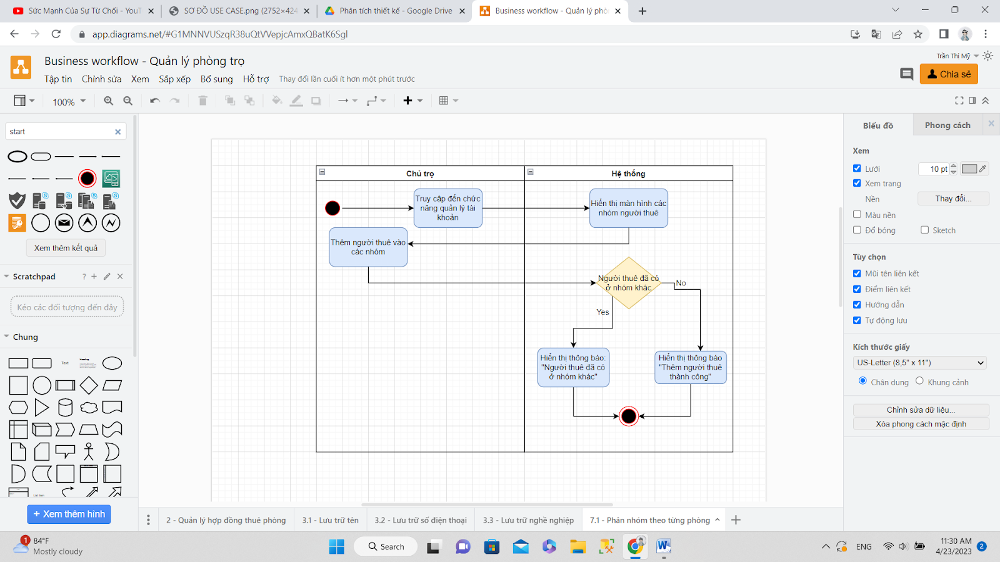 Sức Mạnh Của Sự Từ Chối - YouT
SƠ ĐỒ USE CASE.png (2752×424
Phân tích thiết kế - Google Drive
Business workflow - Quản lý phò
app.diagrams.net/#G1MNNVUSzqR38uQtVVepjcAmxQBatK6Sgl
Business workflow - Quản lý phòng trọ
Trần Thị Mỹ
Tập tin Chỉnh sửa Xem Sắp xếp Bổ sung Hỗ trợ Thay đổi lần cuối ít hơn một phút trước
Chia sẻ
100%
start
Xem thêm kết quả
Scratchpad
?
Kéo các đối tượng đến đây
Chung
Text
Heading
List Item
+ Xem thêm hình
Chủ trọ
Hệ thống
Truy cập đến chức
năng quản lý tài
khoản
Hiển thị màn hình các
nhóm người thuê
Thêm người thuê vào
các nhóm
Người thuê đã có
ở nhóm khác
No
Yes
Hiển thị thông báo:
"Người thuê đã có
ở nhóm khác"
Hiển thị thông báo
"Thêm người thuê
thành công"
Biểu đồ
Phong cách
Xem
Lưới
10 pt
Xem trang
Nền
Thay đổi...
Màu nền
Đổ bóng
Sketch
Tùy chọn
Mũi tên liên kết
Điểm liên kết
Hướng dẫn
Tự động lưu
Kích thước giấy
US-Letter (8,5" x 11")
Chân dung
Khung cảnh
Chỉnh sửa dữ liệu...
Xóa phong cách mặc định
2 - Quản lý hợp đồng thuê phòng
3.1 - Lưu trữ tên
3.2 - Lưu trữ số điện thoại
3.3 - Lưu trữ nghề nghiệp
7.1 - Phân nhóm theo từng phòng
1
84°F
Mostly cloudy
Search
ENG
11:30 AM
4/23/2023
2